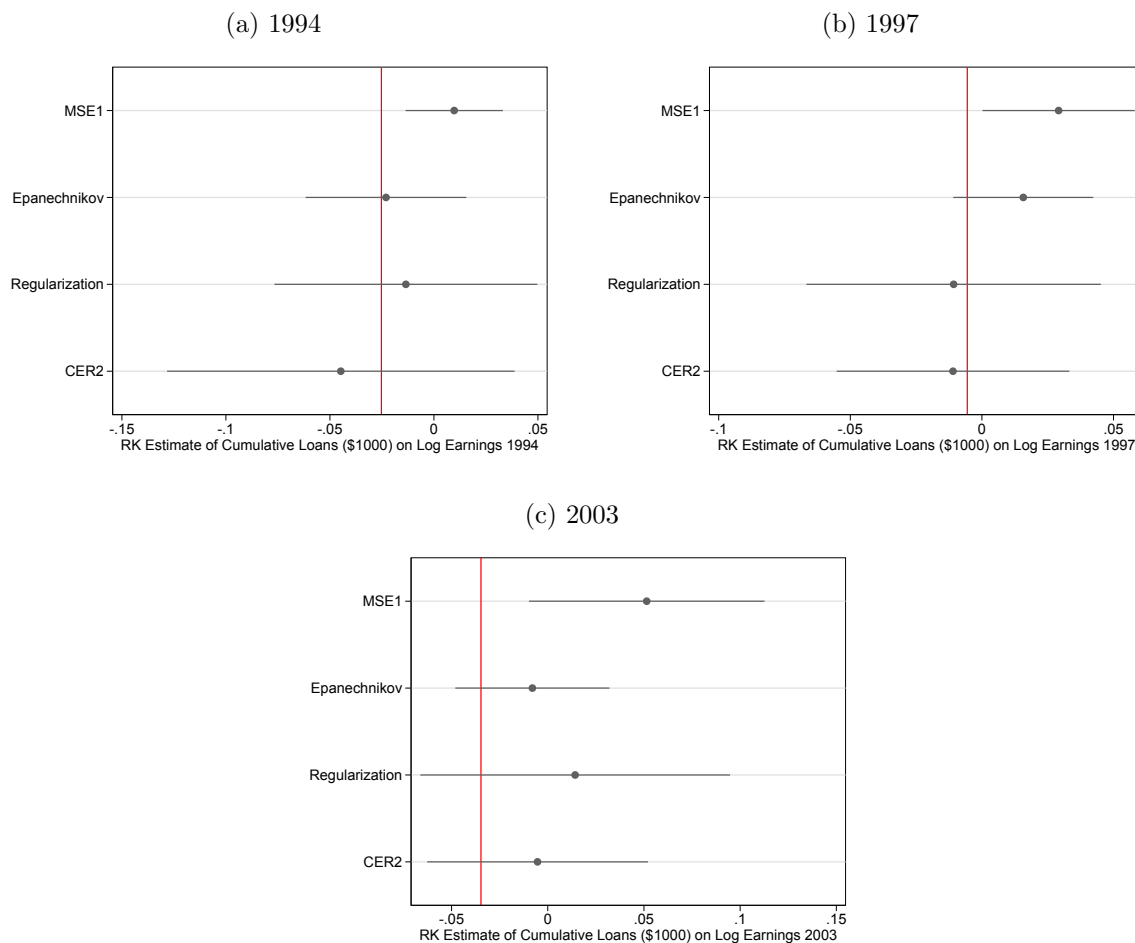 (a) 1994
MSE1
Epanechnikov
Regularization
CER2
-.15 -.1 -.05 0 .05
RK Estimate of Cumulative Loans ($1000) on Log Earnings 1994
(b) 1997
MSE1
Epanechnikov
Regularization
CER2
-.1 -.05 0 .05
RK Estimate of Cumulative Loans ($1000) on Log Earnings 1997
(c) 2003
MSE1
Epanechnikov
Regularization
CER2
-.05 0 .05 .1 .15
RK Estimate of Cumulative Loans ($1000) on Log Earnings 2003